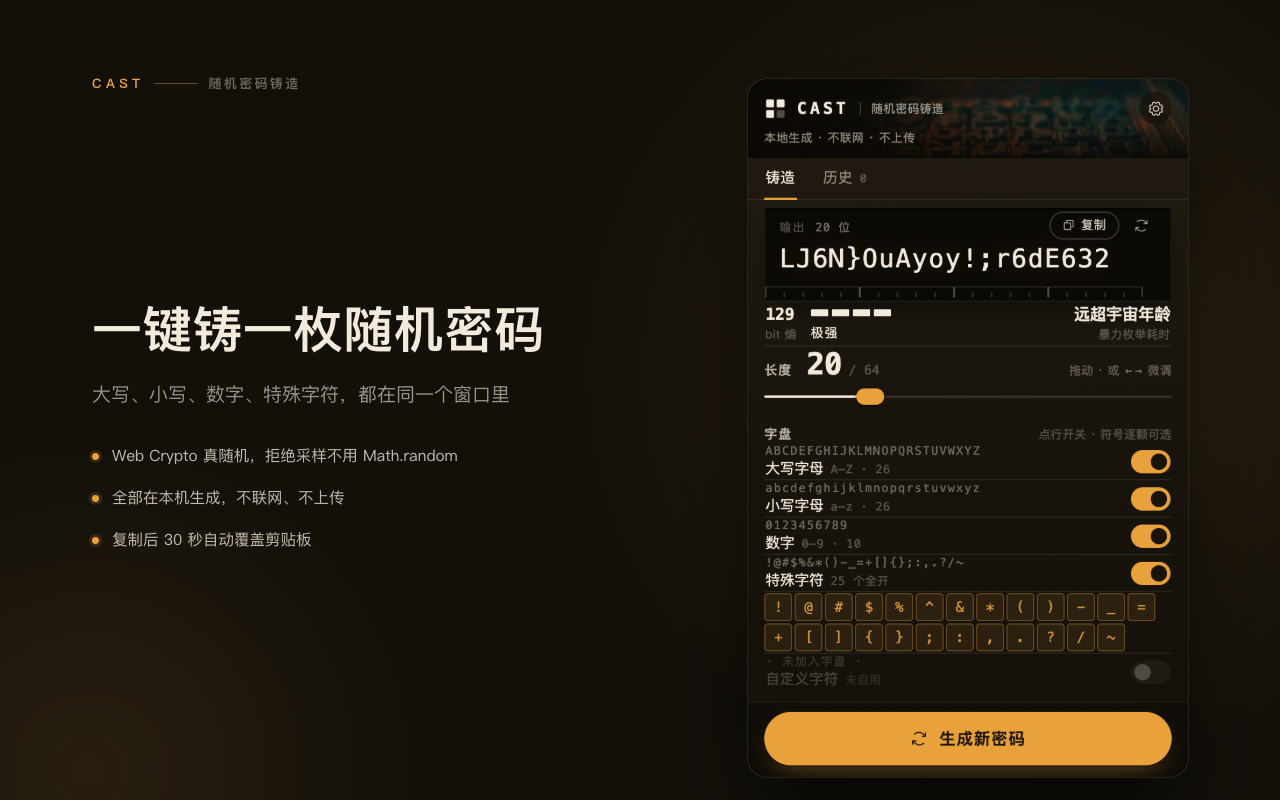 CAST 随机密码铸造
一键铸一枚随机密码
大写、小写、数字、特殊字符，都在同一个窗口里
Web Crypto 真随机，拒绝采样不用 Math.random
全部在本机生成，不联网、不上传
复制后 30 秒自动覆盖剪贴板
CAST 随机密码铸造
本地生成 · 不联网 · 不上传
铸造 历史 0
输出 20 位 复制
LJ6N}OuAyoy!;r6dE632
129 远超宇宙年龄
bit 熵 极强 暴力枚举耗时
长度 20 / 64 拖动 · 或 ←→ 微调
字盘 点行开关 · 符号逐颗可选
ABCDEFGHIJKLMNOPQRSTUVWXYZ
大写字母 A–Z · 26
abcdefghijklmnopqrstuvwxyz
小写字母 a–z · 26
0123456789
数字 0–9 · 10
!@#$%&*()-_=+[]{};:,.?/~
特殊字符 25 个全开
! @ # $ % ^ & * ( ) - _ =
+ [ ] { } ; : , . ? / ~
· 未加入字盘 ·
自定义字符 未启用
生成新密码